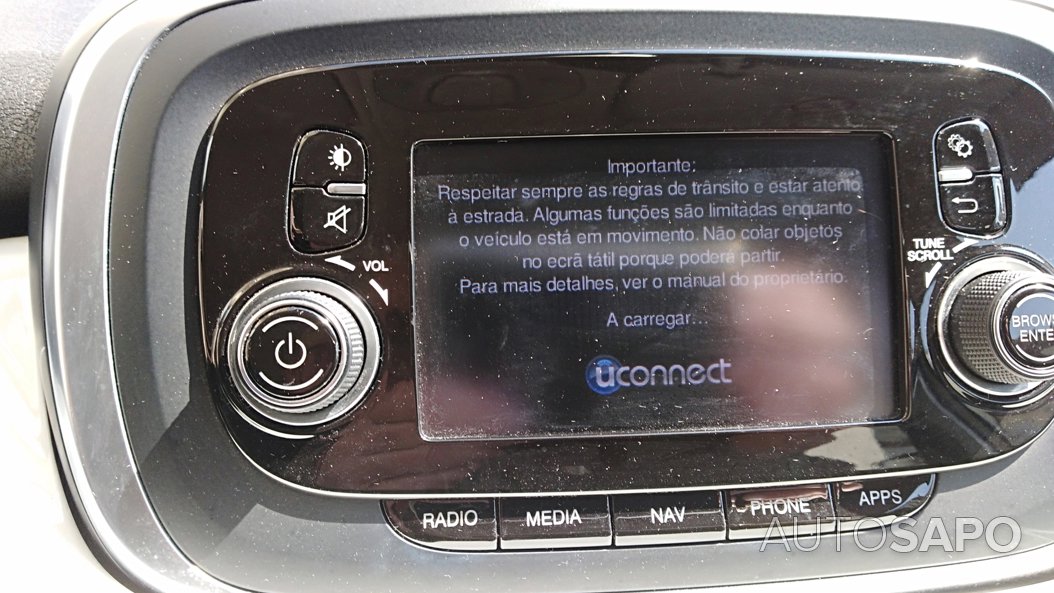 Importante:
Respeitar sempre as regras de trânsito e estar atento
à estrada. Algumas funções são limitadas enquanto
o veículo está em movimento. Não colar objetos
no ecrã tátil porque poderá partir.
Para mais detalhes, ver o manual do proprietário.
A carregar...
uconnect
VOL
TUNE
SCROLL
BROWSE
ENTER
RADIO
MEDIA
NAV
PHONE
APPS
AUTOSAPO